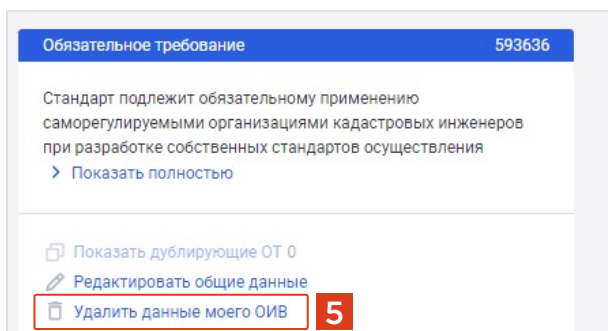 Обязательное требование 593636
Стандарт подлежит обязательному применению
саморегулируемыми организациями кадастровых инженеров
при разработке собственных стандартов осуществления
Показать полностью
Показать дублирующие ОТ 0
Редактировать общие данные
Удалить данные моего ОИВ 5